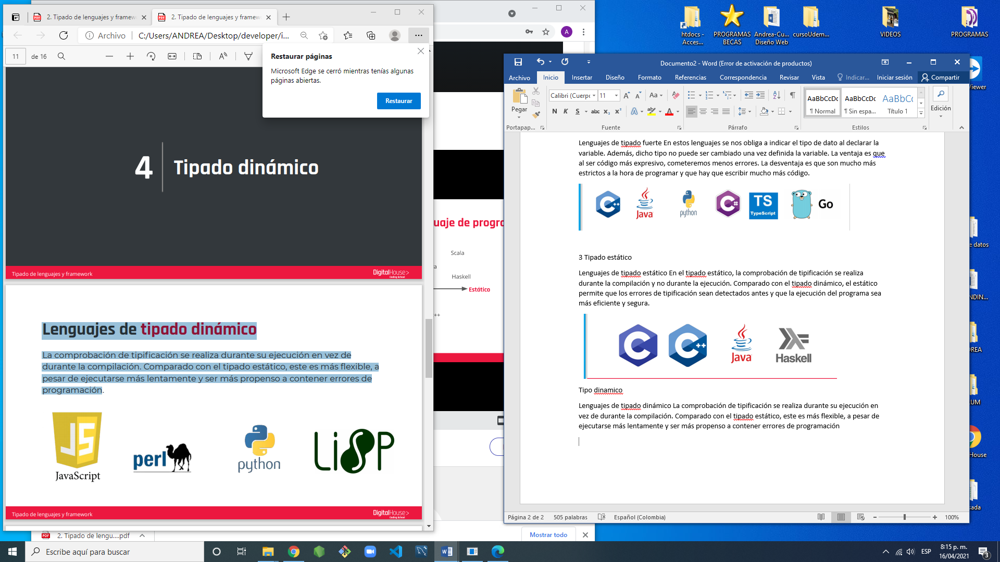 2. Tipado de lenguajes y framew
2. Tipado de lenguajes y framew
Archivo
C:/Users/ANDREA/Desktop/developer/i...
11
de 16
Restaurar páginas
Microsoft Edge se cerró mientras tenías algunas
páginas abiertas.
Restaurar
4
Tipado dinámico
Tipado de lenguajes y framework
DigitalHouse>
Coding School
Lenguajes de tipado dinámico
La comprobación de tipificación se realiza durante su ejecución en vez de
durante la compilación. Comparado con el tipado estático, este es más flexible, a
pesar de ejecutarse más lentamente y ser más propenso a contener errores de
programación.
JS
JavaScript
perl
python
LISP
Tipado de lenguajes y framework
DigitalHouse>
Coding School
2. Tipado de lengu....pdf
Mostrar todo
A
uaje de progra
Scala
a
Haskell
Estático
++
Documento2 - Word (Error de activación de productos)
Archivo
Inicio
Insertar
Diseño
Formato
Referencias
Correspondencia
Revisar
Vista
Indicar...
Iniciar sesión
Compartir
Pegar
Calibri (Cuerpo
11
Aa
N K S abc x₂ x²
AaBbCcDc
AaBbCcDc
AaBbCc
¶ Normal
¶ Sin espa...
Título 1
Edición
Portapap...
Fuente
Párrafo
Estilos
Lenguajes de tipado fuerte En estos lenguajes se nos obliga a indicar el tipo de dato al declarar la
variable. Además, dicho tipo no puede ser cambiado una vez definida la variable. La ventaja es que
al ser código más expresivo, cometeremos menos errores. La desventaja es que son mucho más
estrictos a la hora de programar y que hay que escribir mucho más código.
C++
Java
python
C#
TS
TypeScript
Go
3 Tipado estático
Lenguajes de tipado estático En el tipado estático, la comprobación de tipificación se realiza
durante la compilación y no durante la ejecución. Comparado con el tipado dinámico, el estático
permite que los errores de tipificación sean detectados antes y que la ejecución del programa sea
más eficiente y segura.
C
C++
Java
Haskell
Tipo dinamico
Lenguajes de tipado dinámico La comprobación de tipificación se realiza durante su ejecución en
vez de durante la compilación. Comparado con el tipado estático, este es más flexible, a pesar de
ejecutarse más lentamente y ser más propenso a contener errores de programación
Página 2 de 2
505 palabras
Español (Colombia)
100%
htdocs -
Acces...
PROGRAMAS
BECAS
Andrea-Cu...
Diseño Web
cursoUdem...
VIDEOS
PROGRAMAS
Viewer
e datos
NDIN...
REA
UM
House
sada
Escribe aquí para buscar
ESP
8:15 p. m.
16/04/2021
3